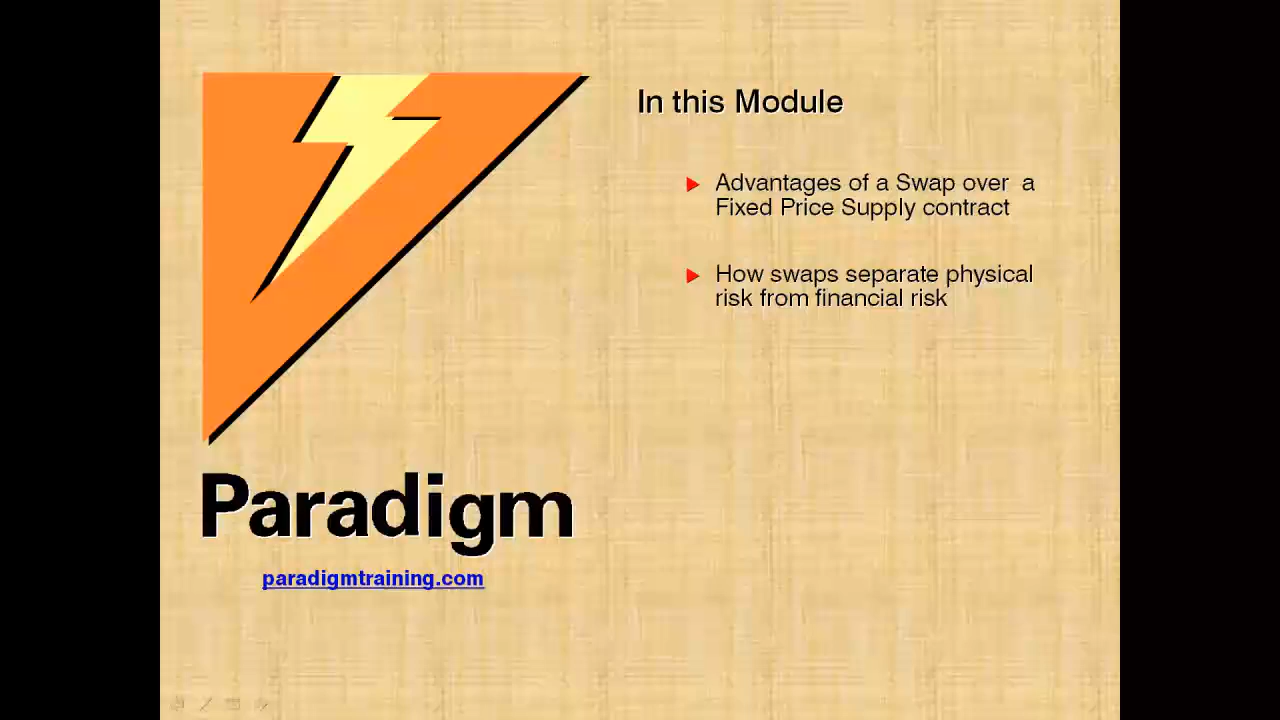 In this Module
Advantages of a Swap over a
Fixed Price Supply contract
How swaps separate physical
risk from financial risk
Paradigm
paradigmtraining.com